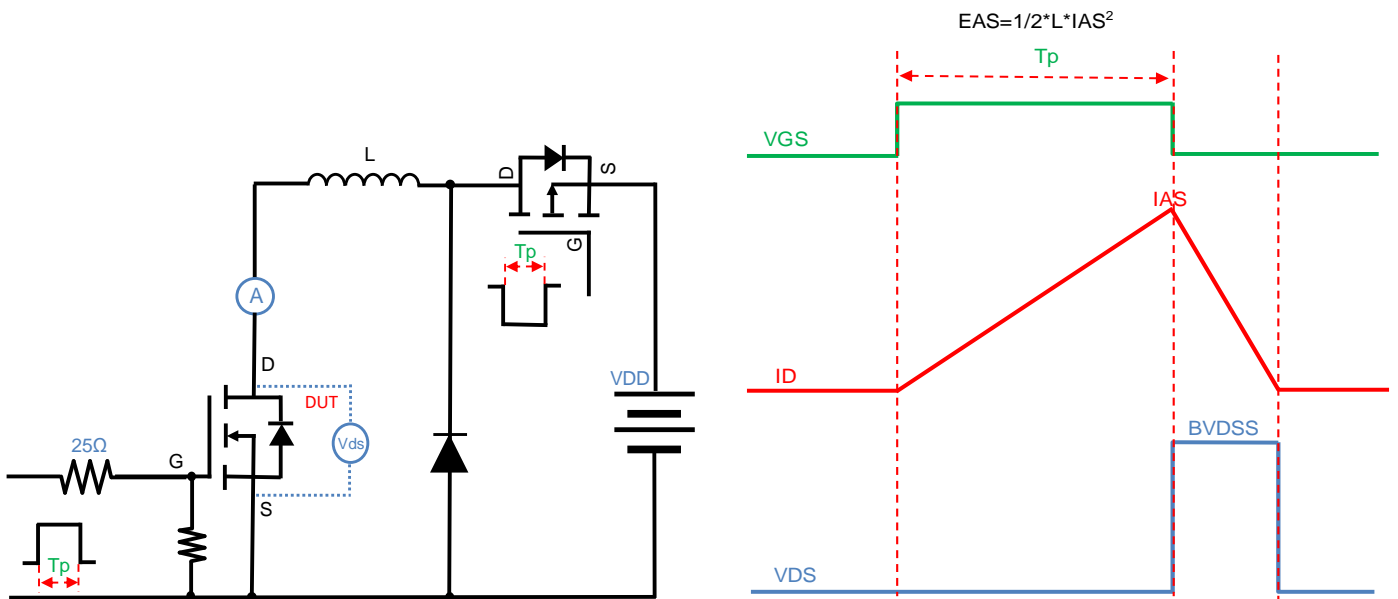 EAS=1/2*L*IAS²
Tp
VGS
L
D
S
G
Tp
IAS
A
D
VDD
ID
DUT
BVDSS
25Ω
G
Vds
S
Tp
VDS